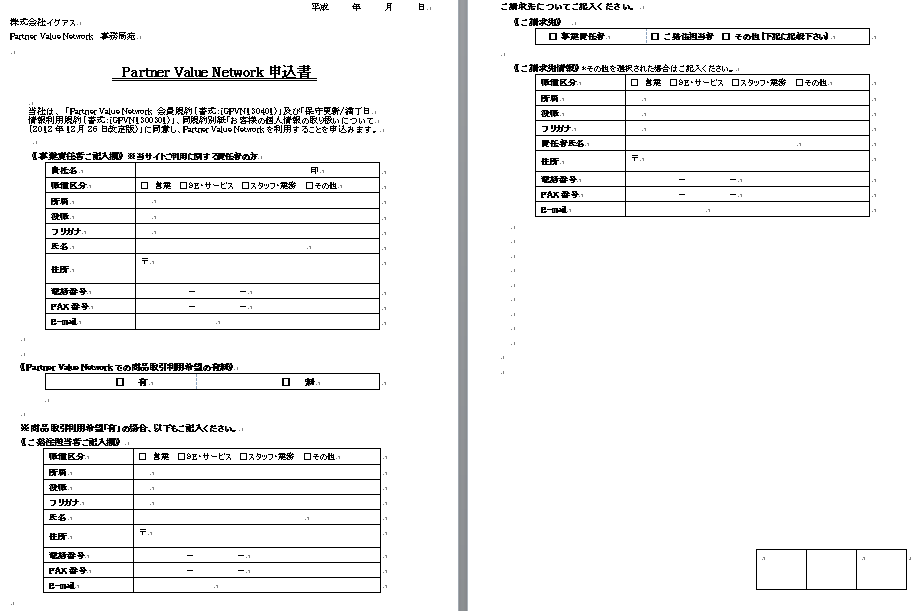 平成　　年　　月　　日
株式会社イグアス
Partner Value Network 事務局宛
Partner Value Network 申込書
当社は、「Partner Value Network 会員規約（書式：iGPVN130401）」及び「保守更新/満了日
情報利用規約（書式：iGPVN130030）」、同規約別紙「お客様の個人情報の取り扱いについて
（2012 年 12 月 26 日改定版）」に同意し、Partner Value Network を利用することを申込みます。
《事業責任者ご記入欄》 ※当サイトご利用に関する責任者の方
貴社名 印
職種区分 □ 営業 □SE・サービス □スタッフ・業務 □その他
所属
役職
フリガナ
氏名
住所 〒
電話番号 － －
FAX 番号 － －
E-mail
《Partner Value Network での商品取引利用希望の有無》
□ 有 □ 無
※商品取引利用希望「有」の場合、以下もご記入ください。
《ご発注担当者ご記入欄》
職種区分 □ 営業 □SE・サービス □スタッフ・業務 □その他
所属
役職
フリガナ
氏名
住所 〒
電話番号 － －
FAX 番号 － －
E-mail
ご請求先についてご記入ください。
《ご請求先》
□ 事業責任者 □ ご発注担当者 □ その他（下記に記載下さい）
《ご請求先情報》*その他を選択された場合はご記入ください。
職種区分 □ 営業 □SE・サービス □スタッフ・業務 □その他
所属
役職
フリガナ
責任者氏名
住所 〒
電話番号 － －
FAX 番号 － －
E-mail